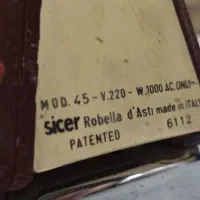 MOD. 45 - V.220 - W.1000 AC.ONLY
sicer Robella d'Asti made in ITALY
PATENTED 6112